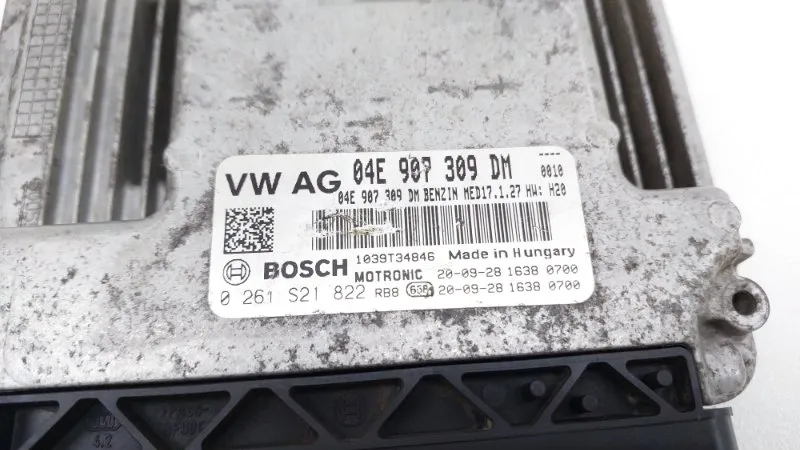 VW AG 04E 907 309 DM 0010
04E 907 309 DM BENZIN MED17.1.27 HW: H20
1039T34846 Made in Hungary
BOSCH MOTRONIC 20-09-28 1638 0700
0 261 S21 822 RB8 638 20-09-28 1638 0700